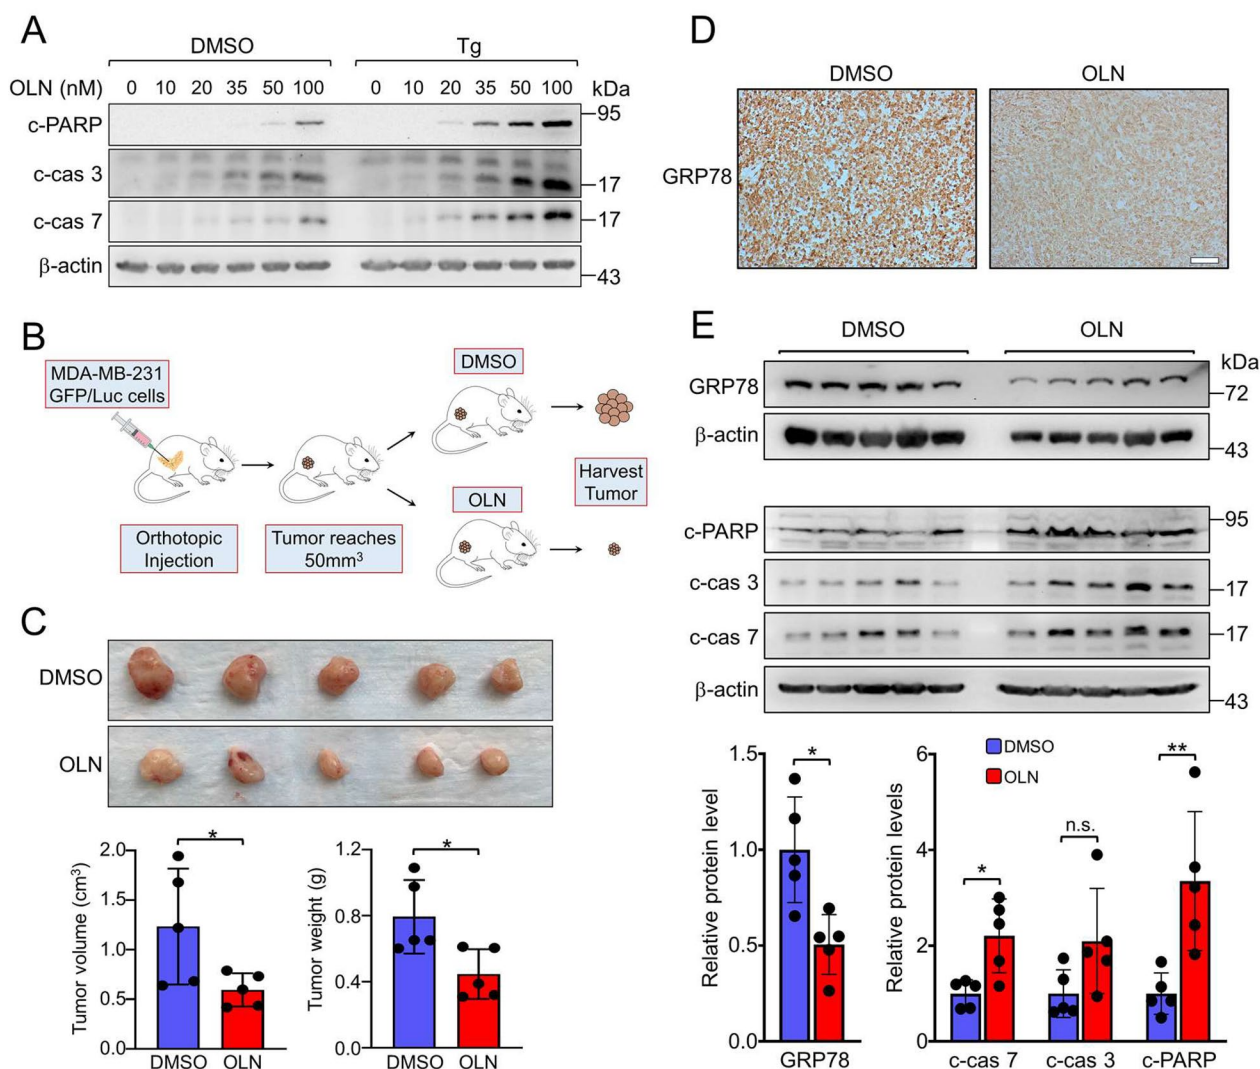 A
DMSO
Tg
OLN (nM) 0 10 20 35 50 100 0 10 20 35 50 100 kDa
c-PARP
95
c-cas 3
17
c-cas 7
17
β-actin
43
B
MDA-MB-231
GFP/Luc cells
Orthotopic
Injection
Tumor reaches
50mm³
DMSO
OLN
Harvest
Tumor
C
DMSO
OLN
Tumor volume (cm³)
2.0
1.5
1.0
0.5
0.0
*
DMSO OLN
Tumor weight (g)
1.2
0.8
0.4
0.0
*
DMSO OLN
D
DMSO
OLN
GRP78
E
DMSO
OLN
kDa
GRP78
72
β-actin
43
c-PARP
95
c-cas 3
17
c-cas 7
17
β-actin
43
Relative protein level
1.5
1.0
0.5
0.0
*
GRP78
Relative protein levels
6
4
2
0
DMSO
OLN
*
n.s.
**
c-cas 7 c-cas 3 c-PARP